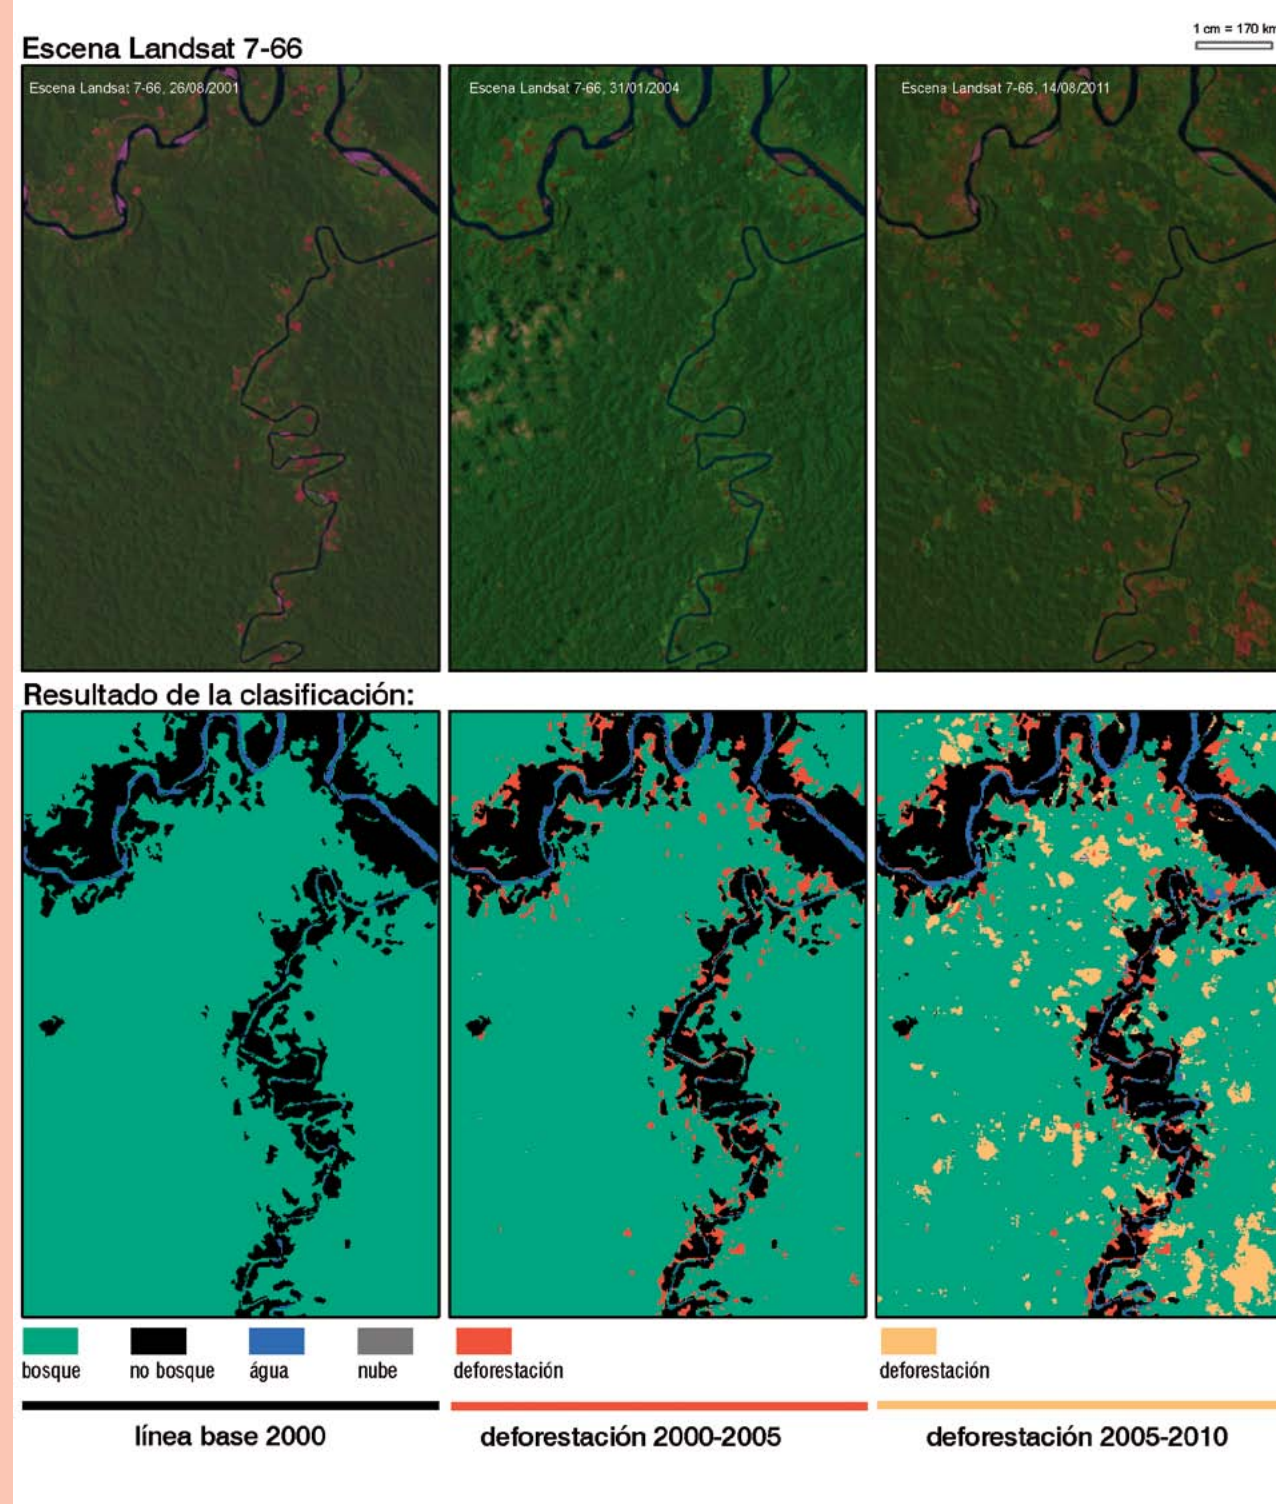 1 cm = 170 km
Escena Landsat 7-66
Escena Landsat 7-66, 26/08/2001
Escena Landsat 7-66, 31/01/2004
Escena Landsat 7-66, 14/08/2011
Resultado de la clasificación:
bosque
no bosque
água
nube
deforestación
deforestación
línea base 2000
deforestación 2000-2005
deforestación 2005-2010